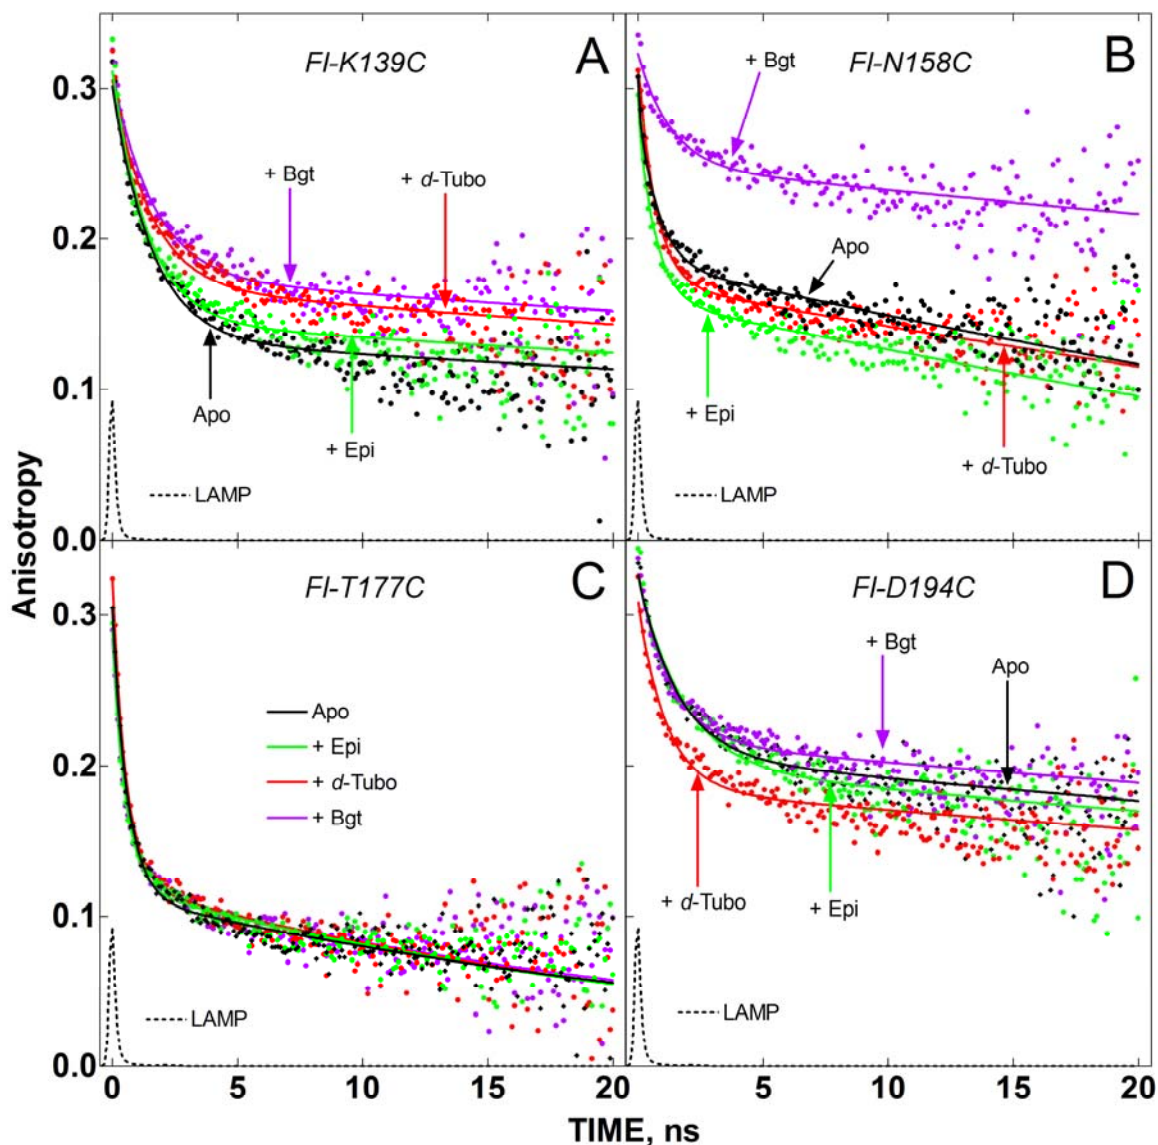 A
Fl-K139C
+ Bgt
+ d-Tubo
Apo
+ Epi
LAMP
B
Fl-N158C
+ Bgt
Apo
+ Epi
+ d-Tubo
LAMP
0.3
0.2
0.1
0.0
Anisotropy
C
Fl-T177C
Apo
+ Epi
+ d-Tubo
+ Bgt
LAMP
D
Fl-D194C
+ Bgt
Apo
+ d-Tubo
+ Epi
LAMP
0.3
0.2
0.1
0.0
0 5 10 15 20
5 10 15 20
TIME, ns